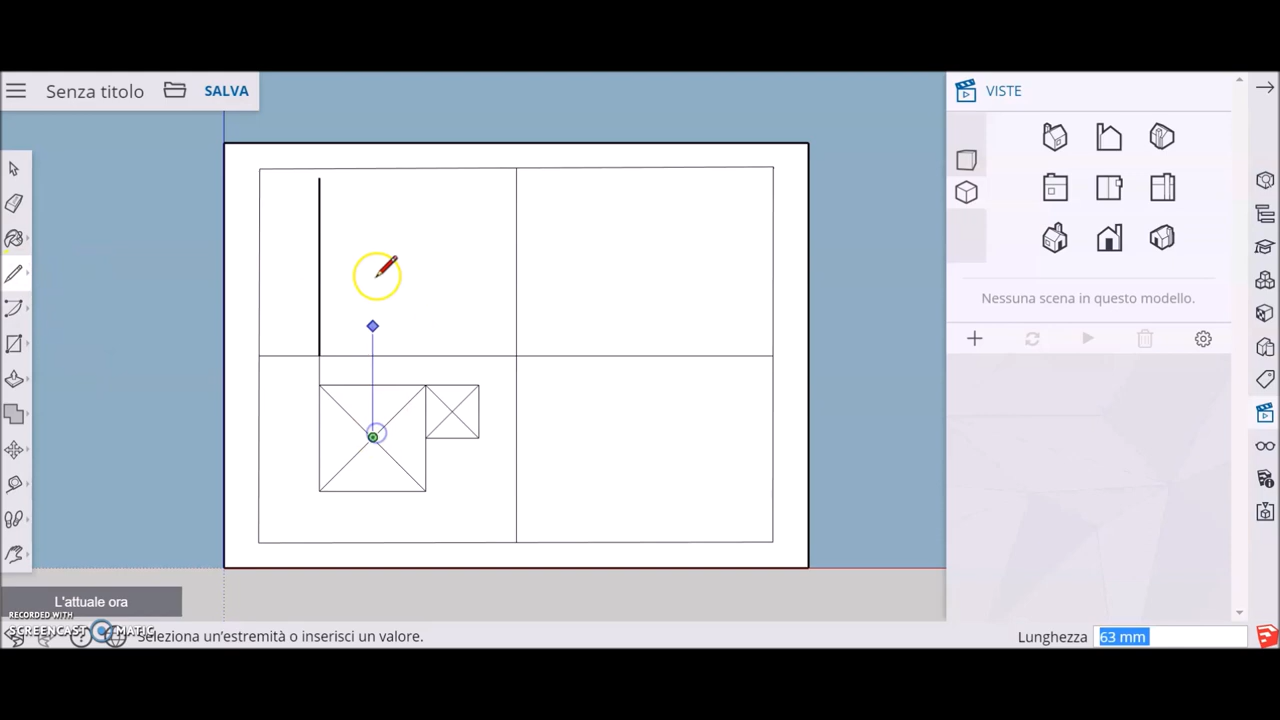 Senza titolo
SALVA
VISTE
Nessuna scena in questo modello.
L'attuale ora
RECORDED WITH
SCREENCAST MATIC
Seleziona un'estremità o inserisci un valore.
Lunghezza
63 mm